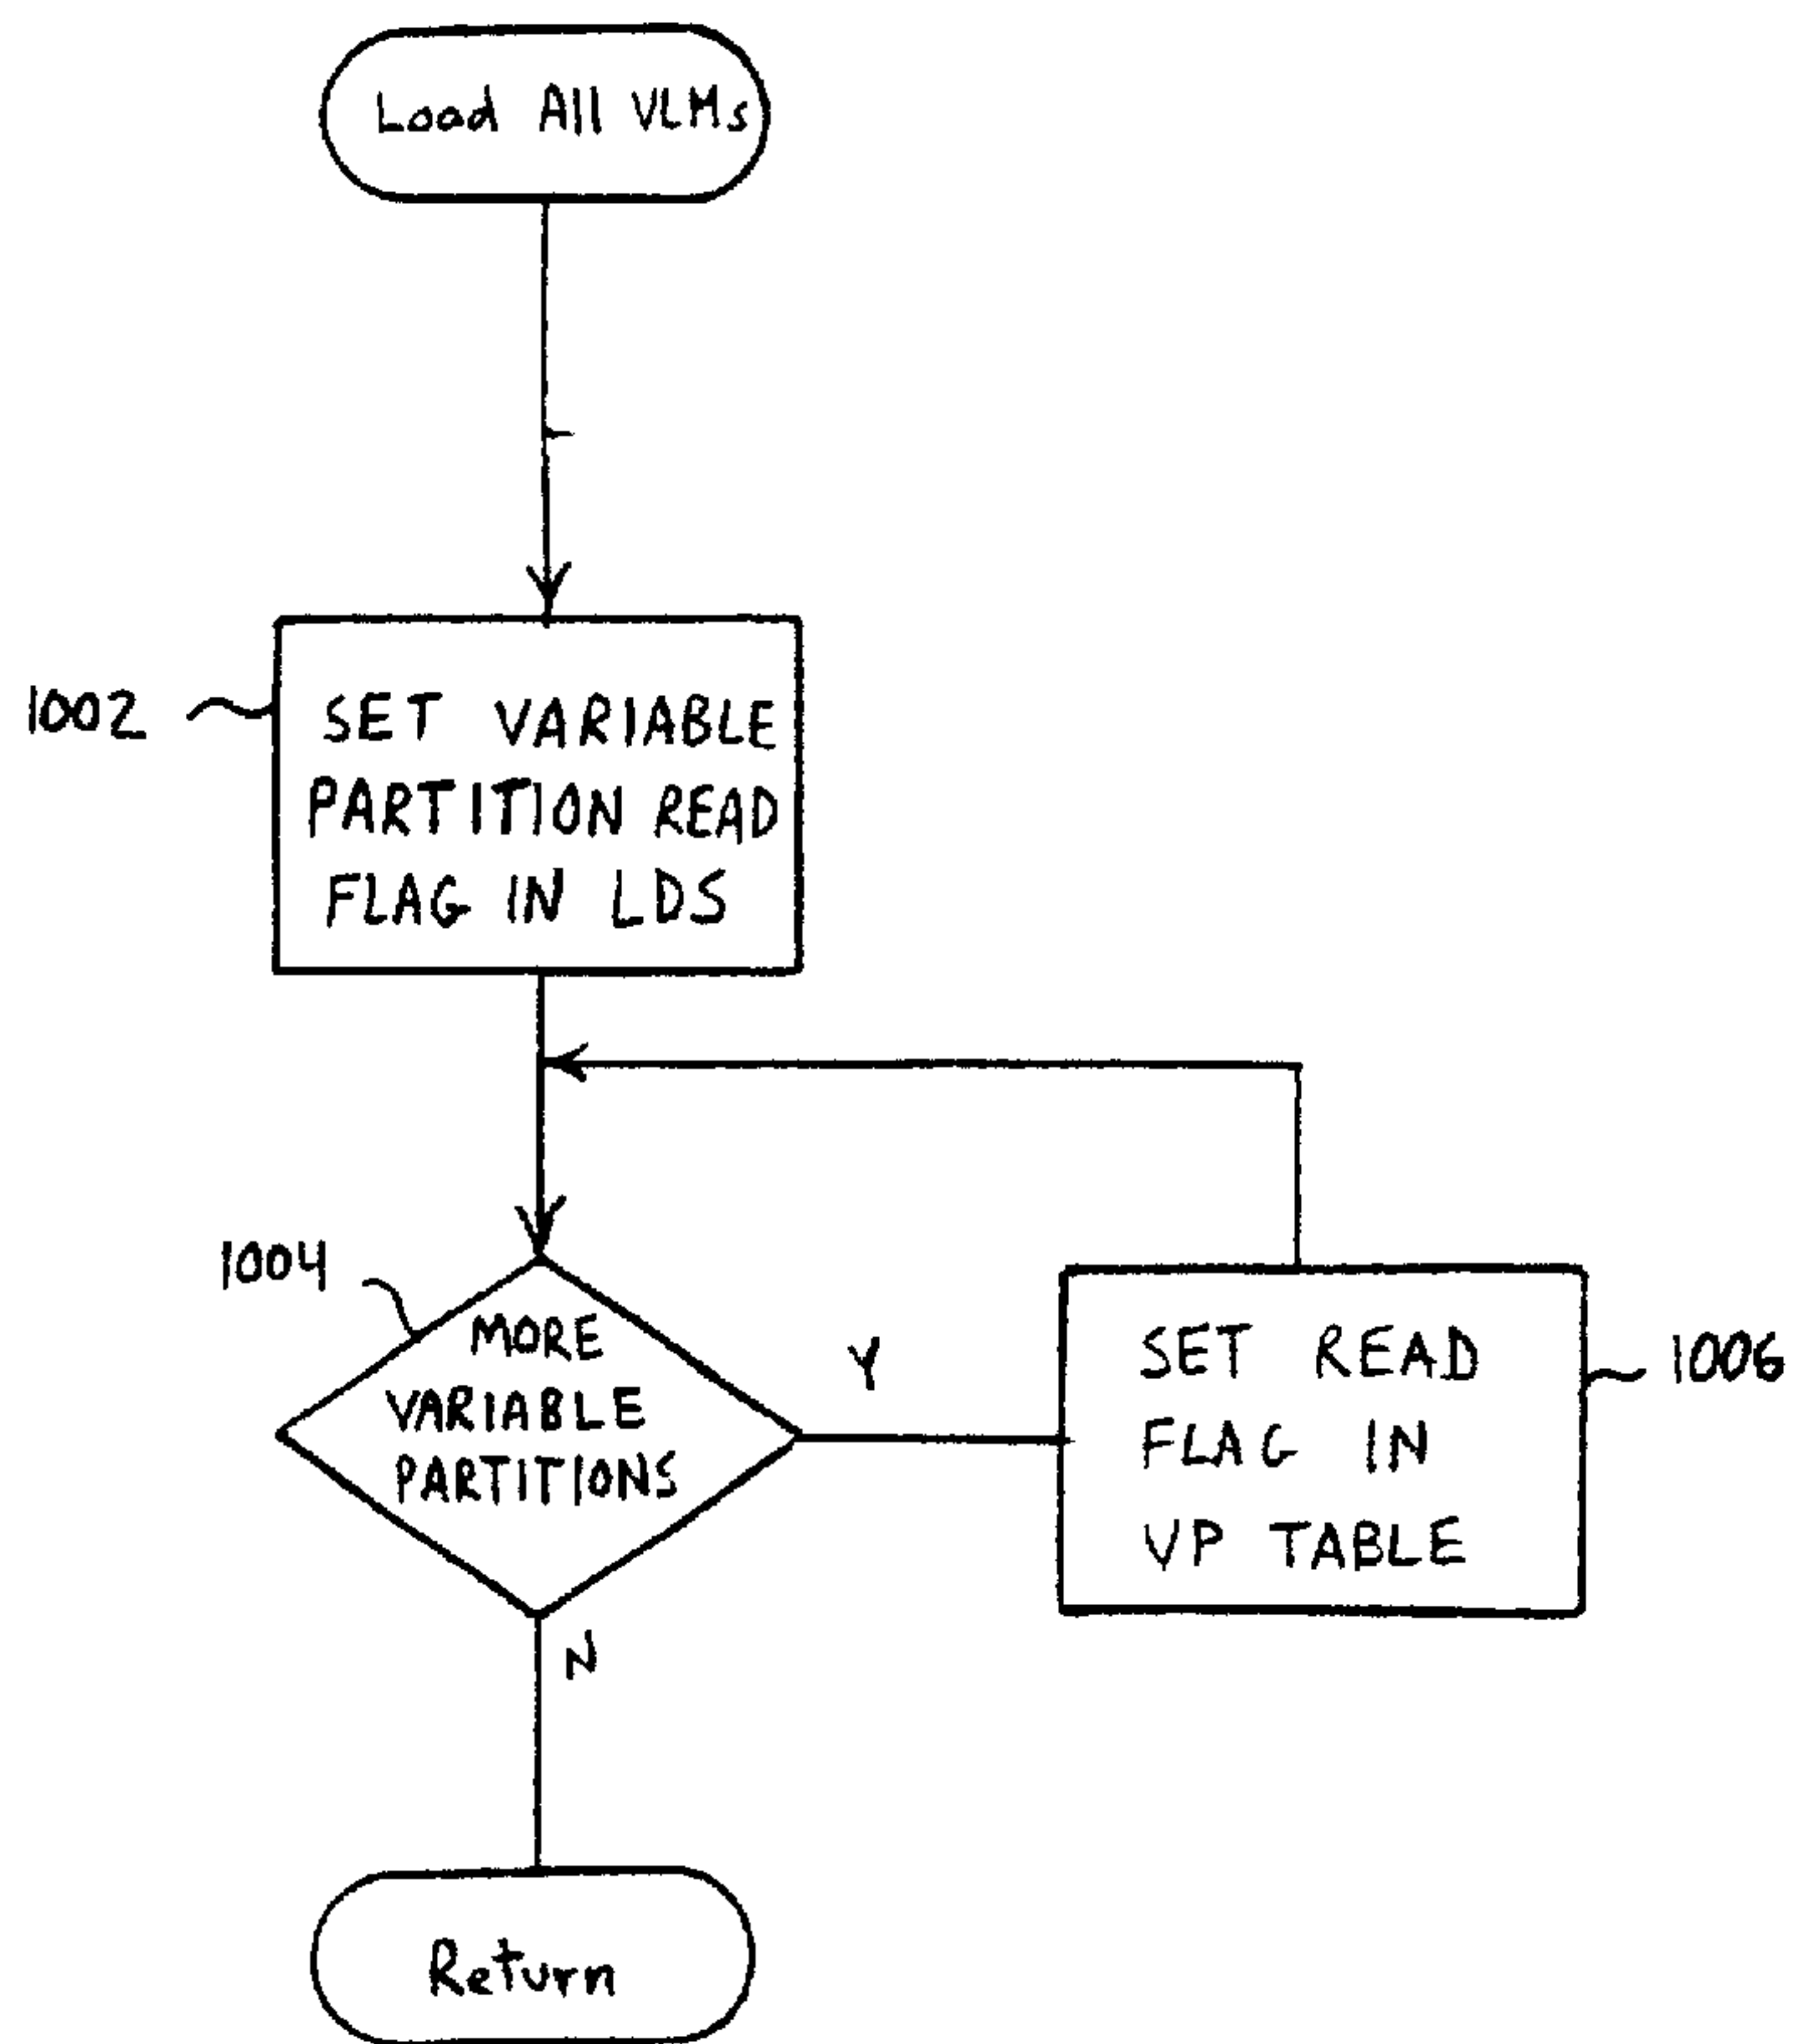 Load All VLMs
1002
SET VARIABLE
PARTITION READ
FLAG IN LDS
1004
MORE
VARIABLE
PARTITIONS
Y
SET READ
FLAG IN
VP TABLE
1006
N
Return